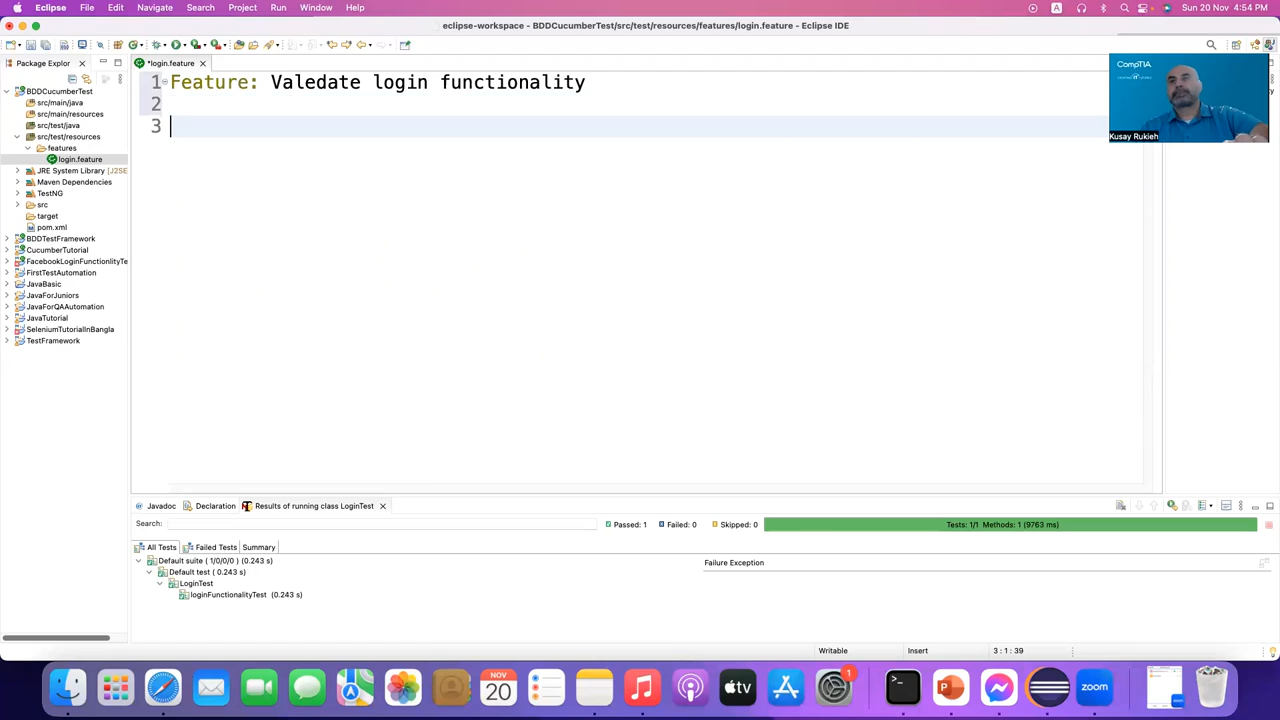 Eclipse File Edit Navigate Search Project Run Window Help
A
Sun 20 Nov 4:54 PM
eclipse-workspace - BDDCucumberTest/src/test/resources/features/login.feature - Eclipse IDE
Package Explor
*login.feature
BDDCucumberTest
src/main/java
src/main/resources
src/test/java
src/test/resources
features
login.feature
JRE System Library [J2SE
Maven Dependencies
TestNG
src
target
pom.xml
BDDTestFramework
CucumberTutorial
FacebookLoginFunctionlityTe
FirstTestAutomation
JavaBasic
JavaForJuniors
JavaForQAAutomation
JavaTutorial
SeleniumTutorialInBangla
TestFramework
1 Feature: Valedate login functionality
2
3
CompTIA
Kusay Rukieh
Javadoc
Declaration
Results of running class LoginTest
Search:
Passed: 1
Failed: 0
Skipped: 0
Tests: 1/1 Methods: 1 (9763 ms)
All Tests
Failed Tests
Summary
Default suite ( 1/0/0/0 ) (0.243 s)
Default test ( 0.243 s)
LoginTest
loginFunctionalityTest (0.243 s)
Failure Exception
Writable
Insert
3 : 1 : 39
NOV
20
tv
1
zoom